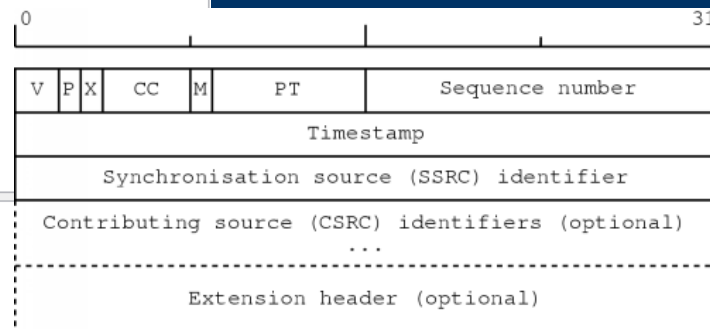 0 31
V P X CC M PT Sequence number
Timestamp
Synchronisation source (SSRC) identifier
Contributing source (CSRC) identifiers (optional)
...
Extension header (optional)